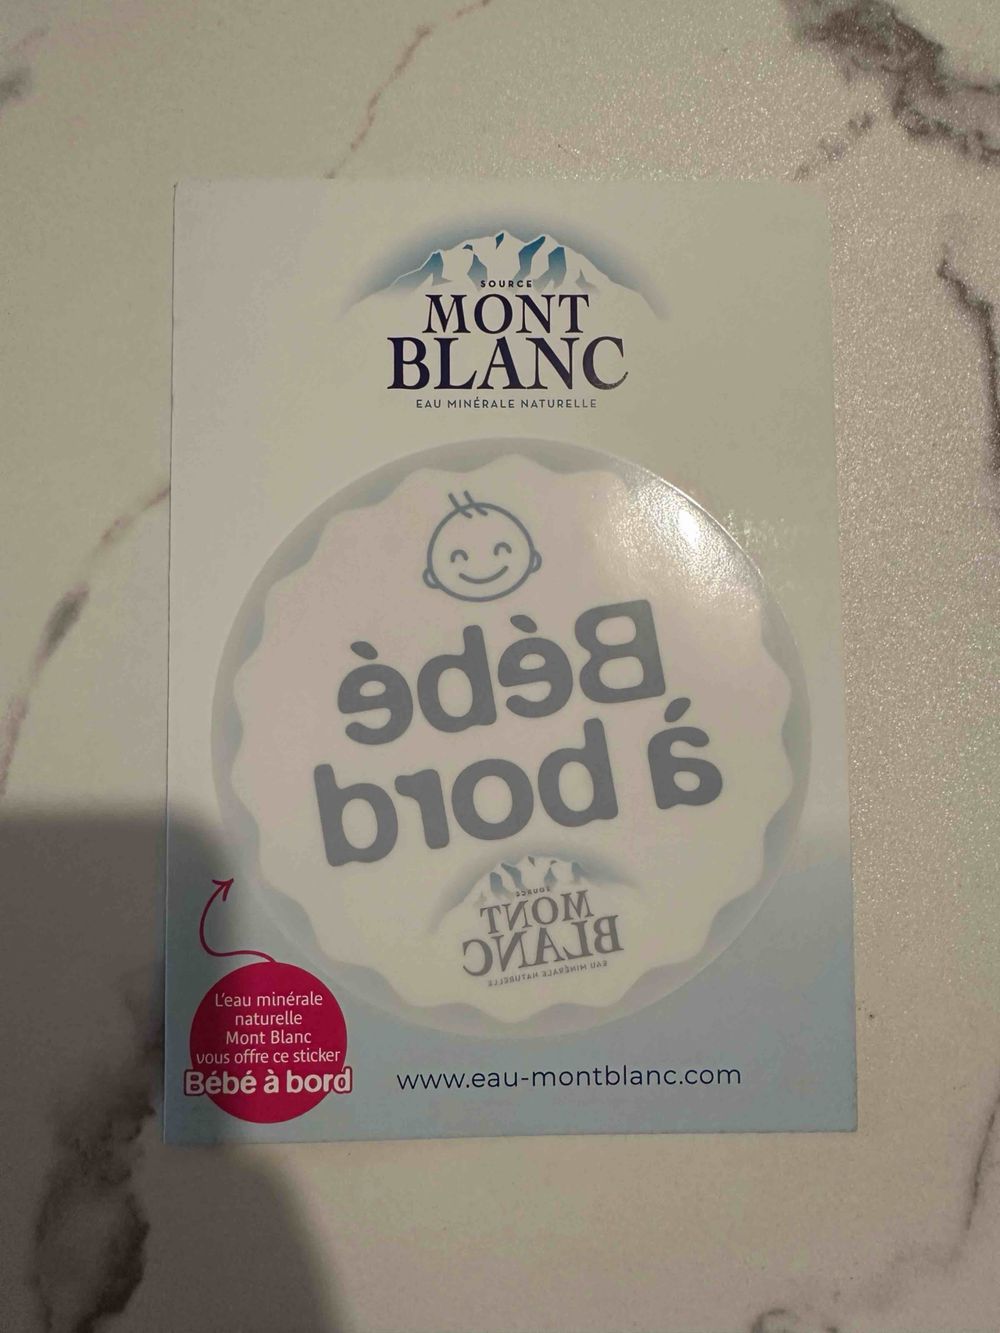 SOURCE
MONT
BLANC
EAU MINÉRALE NATURELLE
Bébé
à bord
SOURCE
MONT
BLANC
EAU MINÉRALE NATURELLE
L'eau minérale
naturelle
Mont Blanc
vous offre ce sticker
Bébé à bord
www.eau-montblanc.com